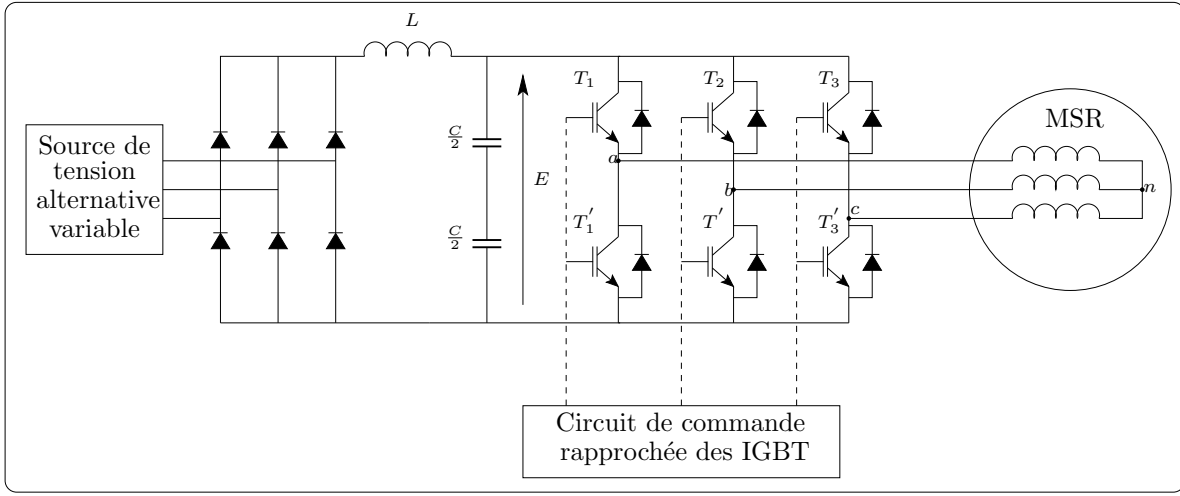 L
T₁
T₂
T₃
MSR
Source de
tension
alternative
variable
C/2
E
a
b
n
c
T₁'
T'
T₃'
C/2
Circuit de commande
rapprochée des IGBT